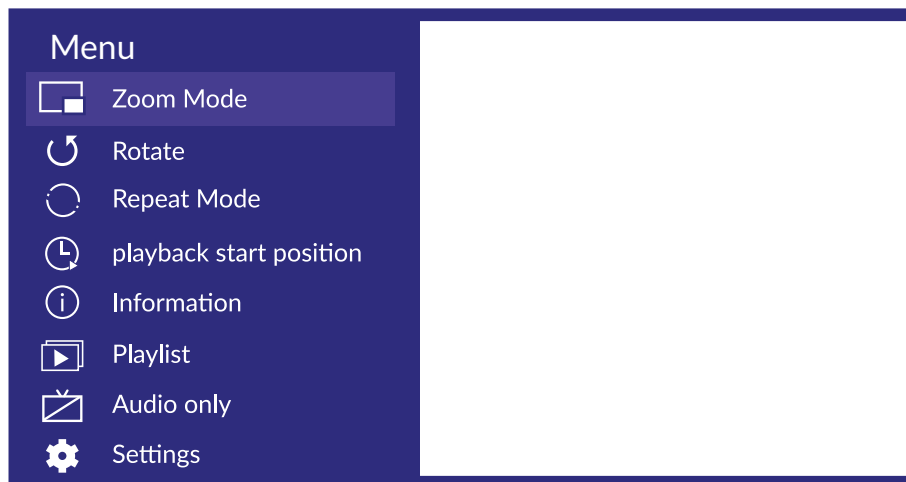 Menu
Zoom Mode
Rotate
Repeat Mode
playback start position
Information
Playlist
Audio only
Settings